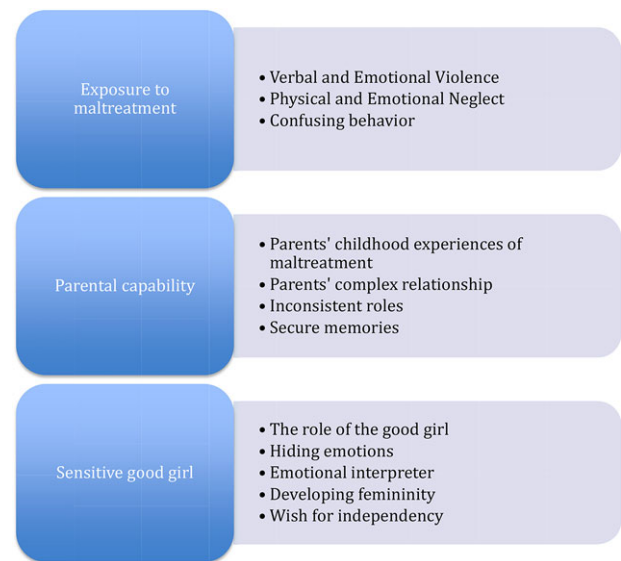 Exposure to
maltreatment
• Verbal and Emotional Violence
• Physical and Emotional Neglect
• Confusing behavior
Parental capability
• Parents' childhood experiences of
maltreatment
• Parents' complex relationship
• Inconsistent roles
• Secure memories
Sensitive good girl
• The role of the good girl
• Hiding emotions
• Emotional interpreter
• Developing femininity
• Wish for independency